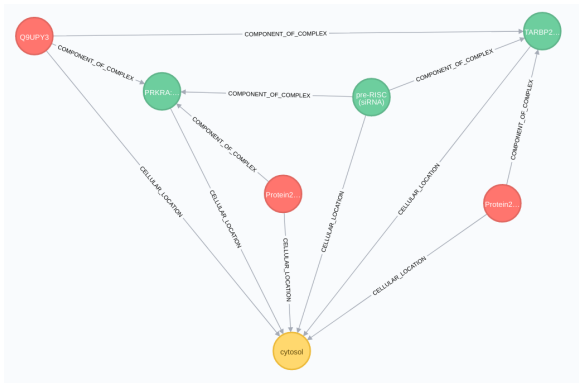 Q9UPY3
COMPONENT_OF_COMPLEX
TARBP2...
COMPONENT_OF_COMPLEX
COMPONENT_OF_COMPLEX
PRKRA,...
COMPONENT_OF_COMPLEX
pre-RISC
(siRNA)
COMPONENT_OF_COMPLEX
COMPONENT_OF_COMPLEX
Protein2...
Protein2...
CELLULAR_LOCATION
CELLULAR_LOCATION
CELLULAR_LOCATION
CELLULAR_LOCATION
CELLULAR_LOCATION
CELLULAR_LOCATION
cytosol